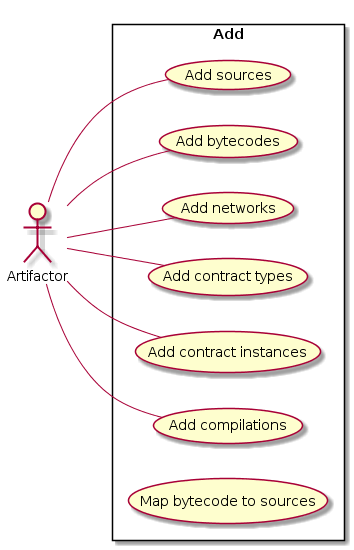 Add
Add sources
Add bytecodes
Add networks
Artifactor
Add contract types
Add contract instances
Add compilations
Map bytecode to sources